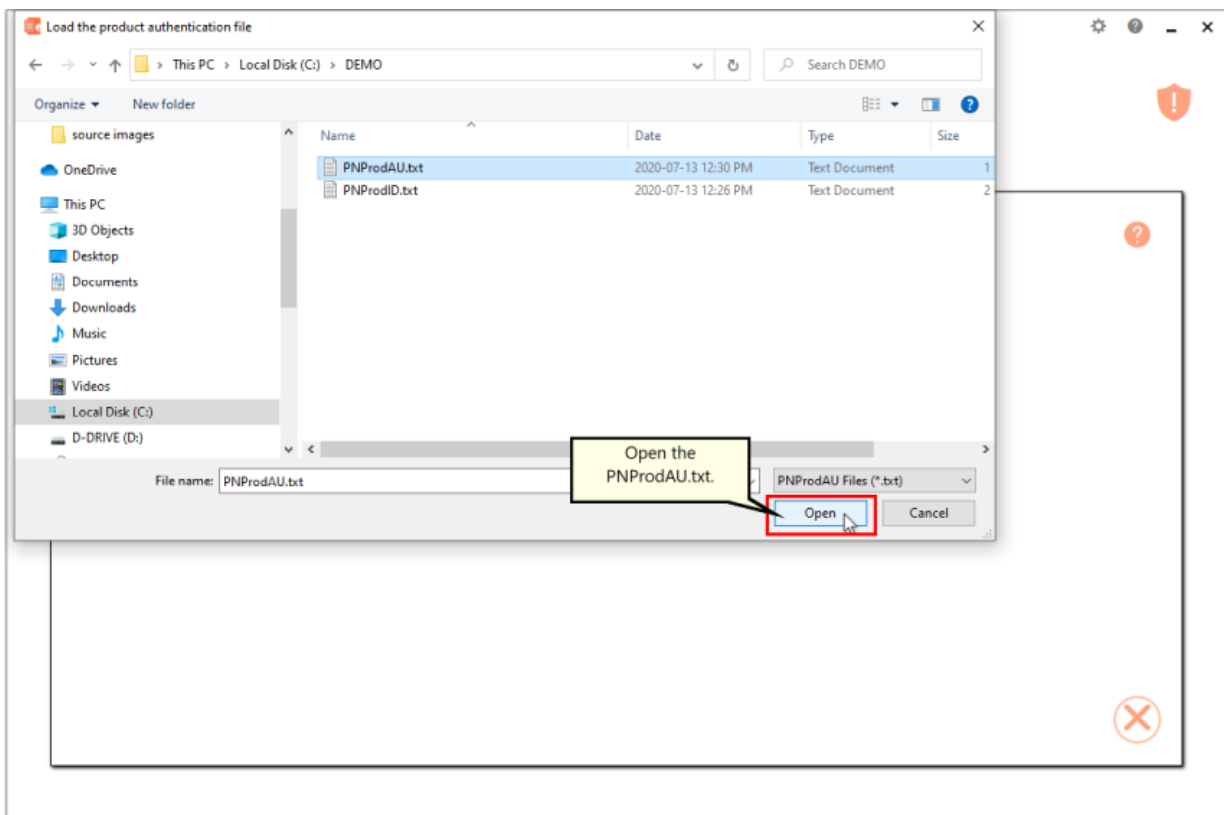 Load the product authentication file
This PC > Local Disk (C:) > DEMO
Search DEMO
Organize
New folder
source images
OneDrive
This PC
3D Objects
Desktop
Documents
Downloads
Music
Pictures
Videos
Local Disk (C:)
D-DRIVE (D:)
Name Date Type Size
PNProdAU.txt 2020-07-13 12:30 PM Text Document 1
PNProdID.txt 2020-07-13 12:26 PM Text Document 2
Open the
PNProdAU.txt.
File name: PNProdAU.txt
PNProdAU Files (*.txt)
Open
Cancel